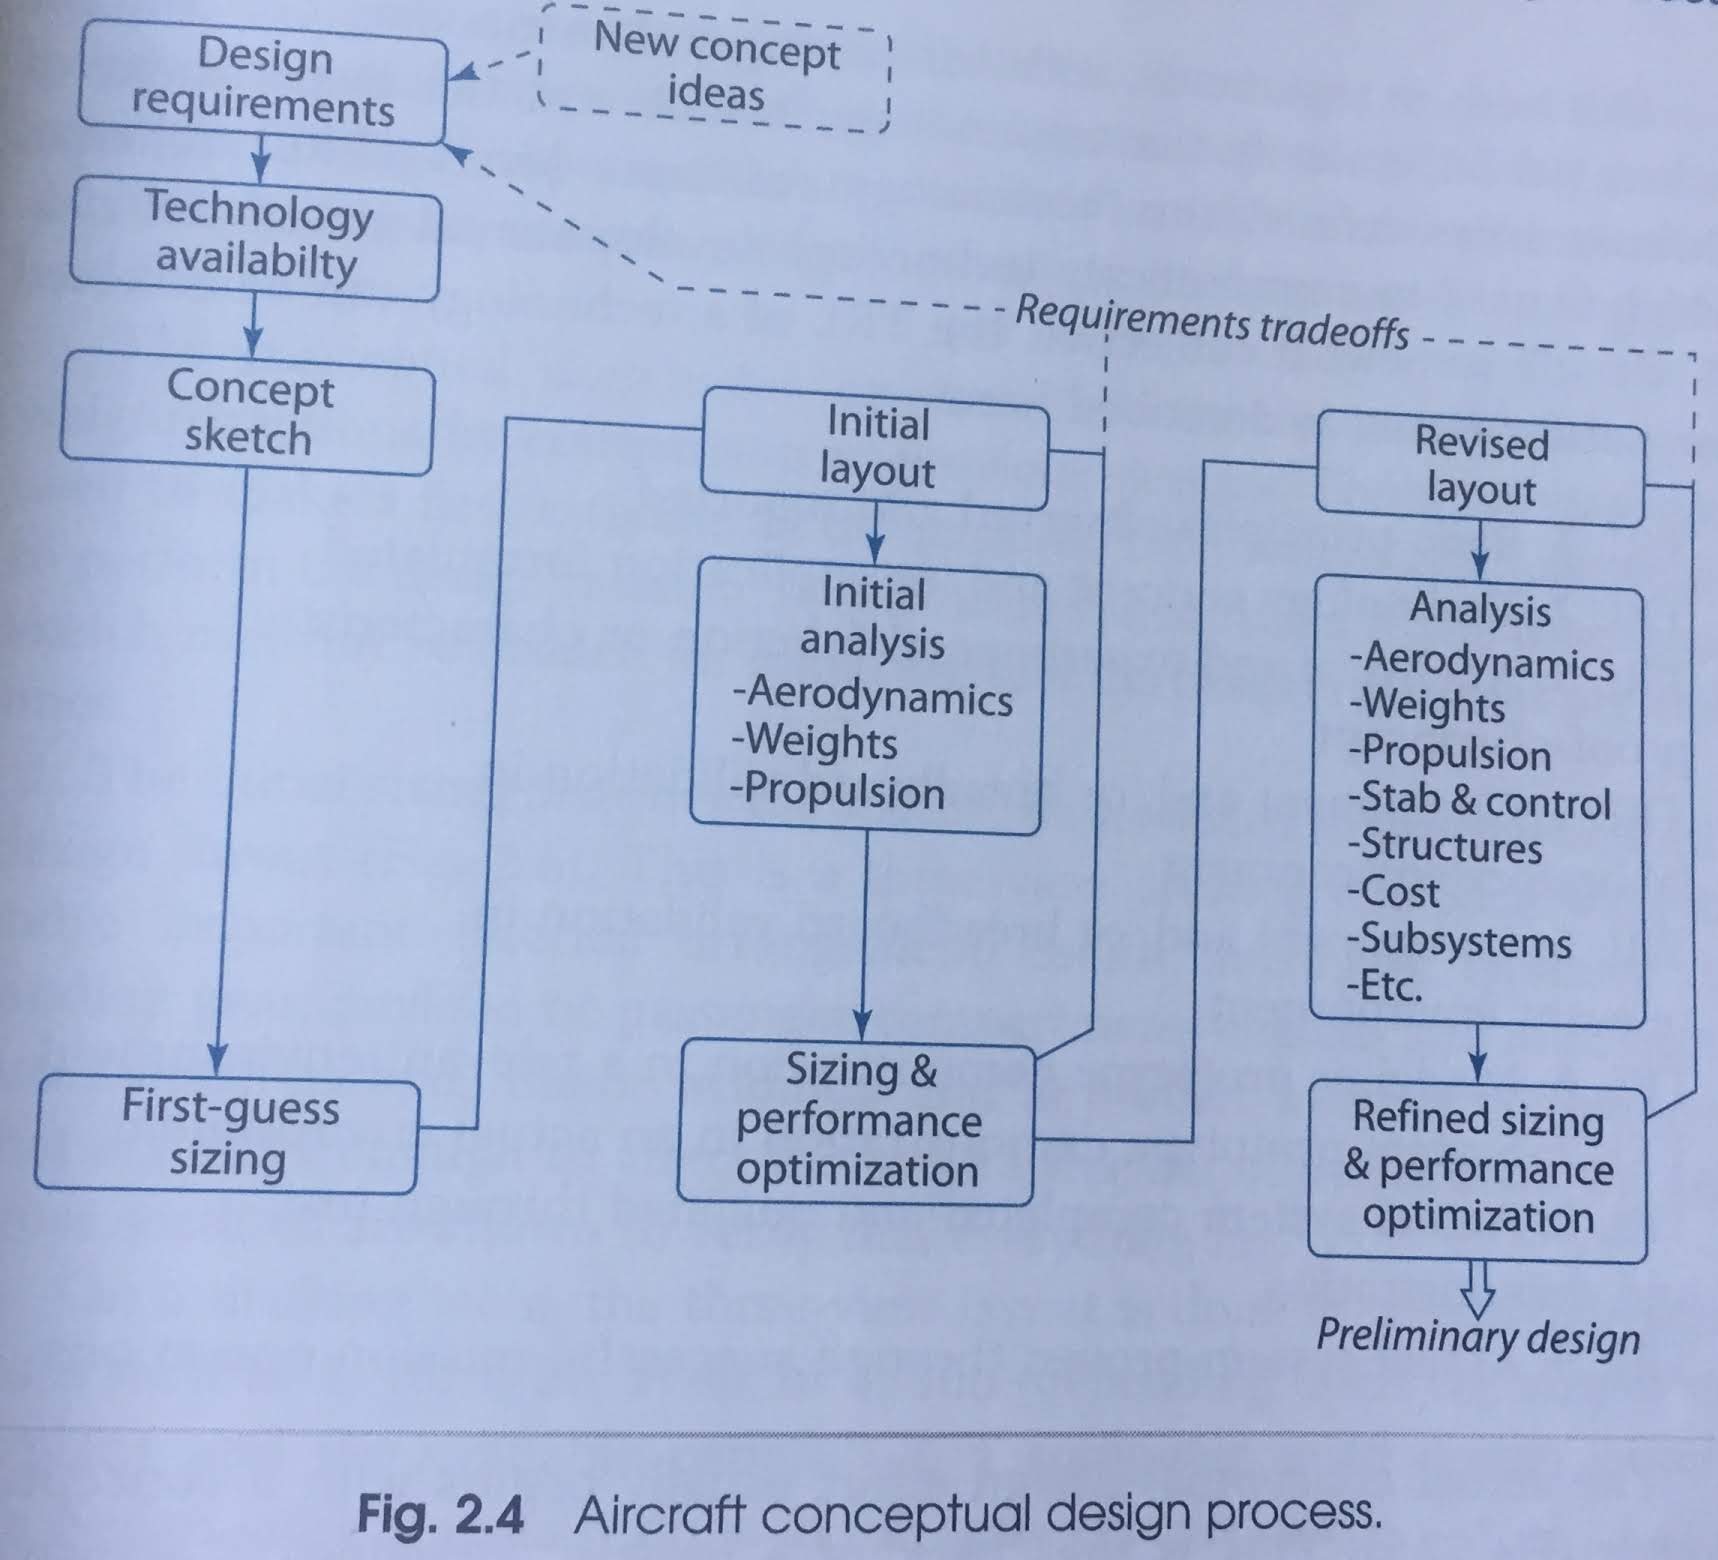 Design
requirements
New concept
ideas
Technology
availabilty
Concept
sketch
First-guess
sizing
Requirements tradeoffs
Initial
layout
Initial
analysis
-Aerodynamics
-Weights
-Propulsion
Sizing &
performance
optimization
Revised
layout
Analysis
-Aerodynamics
-Weights
-Propulsion
-Stab & control
-Structures
-Cost
-Subsystems
-Etc.
Refined sizing
& performance
optimization
Preliminary design
Fig. 2.4 Aircraft conceptual design process.